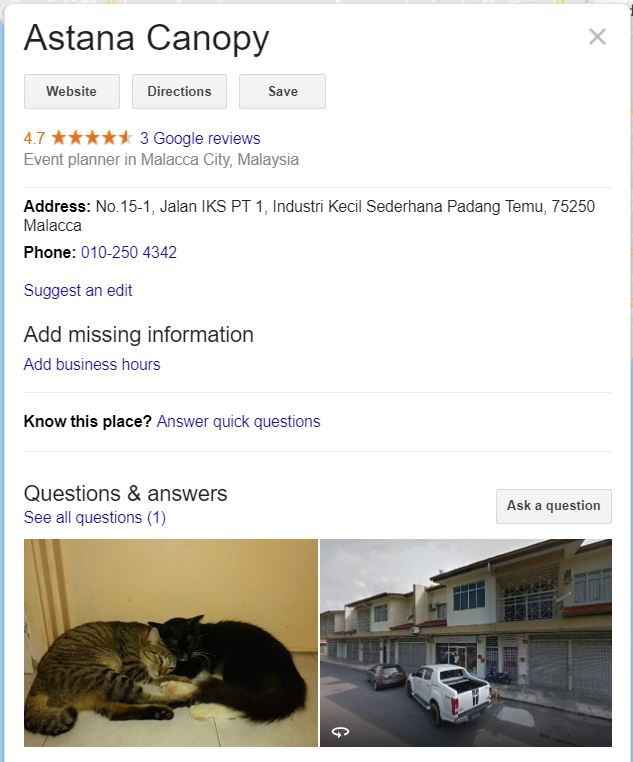 Astana Canopy
Website
Directions
Save
4.7
3 Google reviews
Event planner in Malacca City, Malaysia
Address: No.15-1, Jalan IKS PT 1, Industri Kecil Sederhana Padang Temu, 75250
Malacca
Phone: 010-250 4342
Suggest an edit
Add missing information
Add business hours
Know this place? Answer quick questions
Questions & answers
See all questions (1)
Ask a question